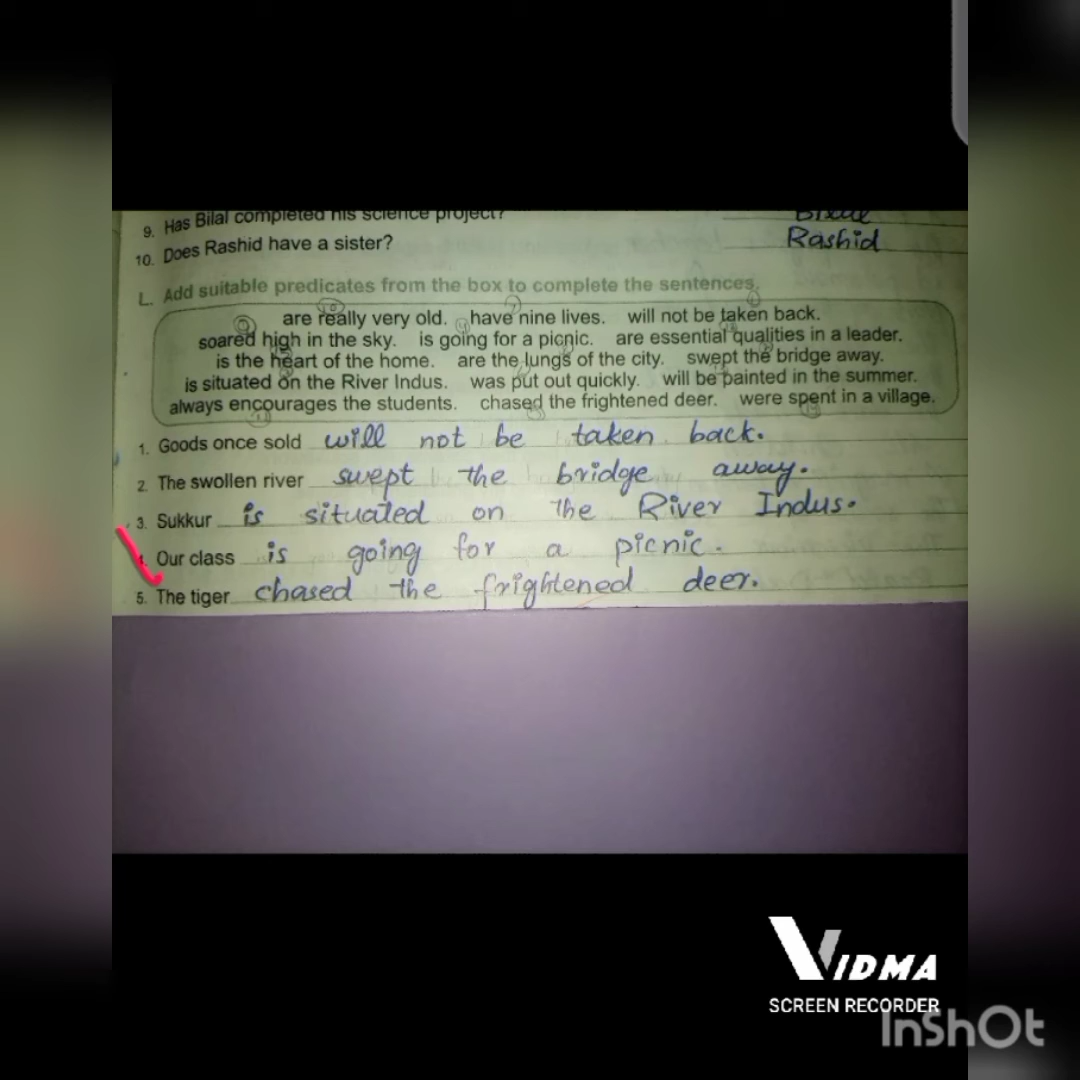 9. Has Bilal completed his science project? Bilal
10. Does Rashid have a sister? Rashid
L. Add suitable predicates from the box to complete the sentences.
are really very old. have nine lives. will not be taken back.
soared high in the sky. is going for a picnic. are essential qualities in a leader.
is the heart of the home. are the lungs of the city. swept the bridge away.
is situated on the River Indus. was put out quickly. will be painted in the summer.
always encourages the students. chased the frightened deer. were spent in a village.
1. Goods once sold will not be taken back.
2. The swollen river swept the bridge away.
3. Sukkur is situated on the River Indus.
Our class is going for a picnic.
5. The tiger chased the frightened deer.
VIDMA
SCREEN RECORDER
InShOt